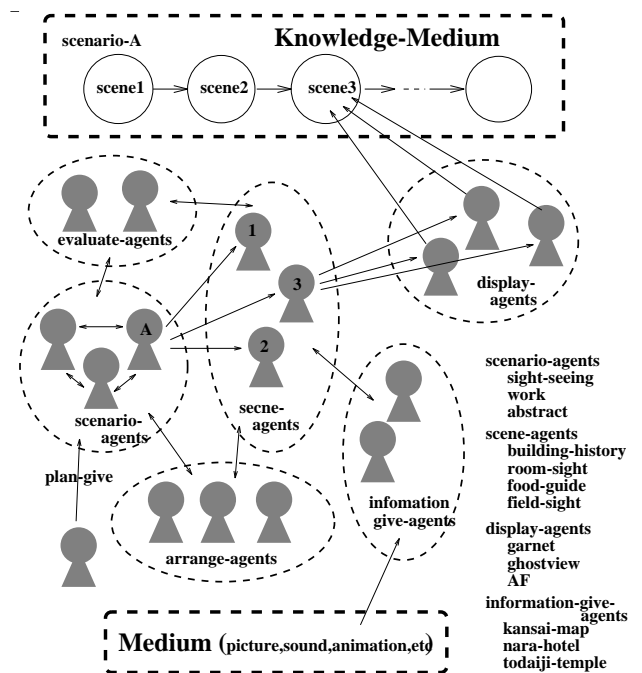 Knowledge-Medium
scenario-A
scene1
scene2
scene3
evaluate-agents
1
3
2
A
display-
agents
scenario-
agents
secne-
agents
plan-give
arrange-agents
infomation
give-agents
Medium (picture,sound,animation,etc)
scenario-agents
sight-seeing
work
abstract
scene-agents
building-history
room-sight
food-guide
field-sight
display-agents
garnet
ghostview
AF
information-give-
agents
kansai-map
nara-hotel
todaiji-temple